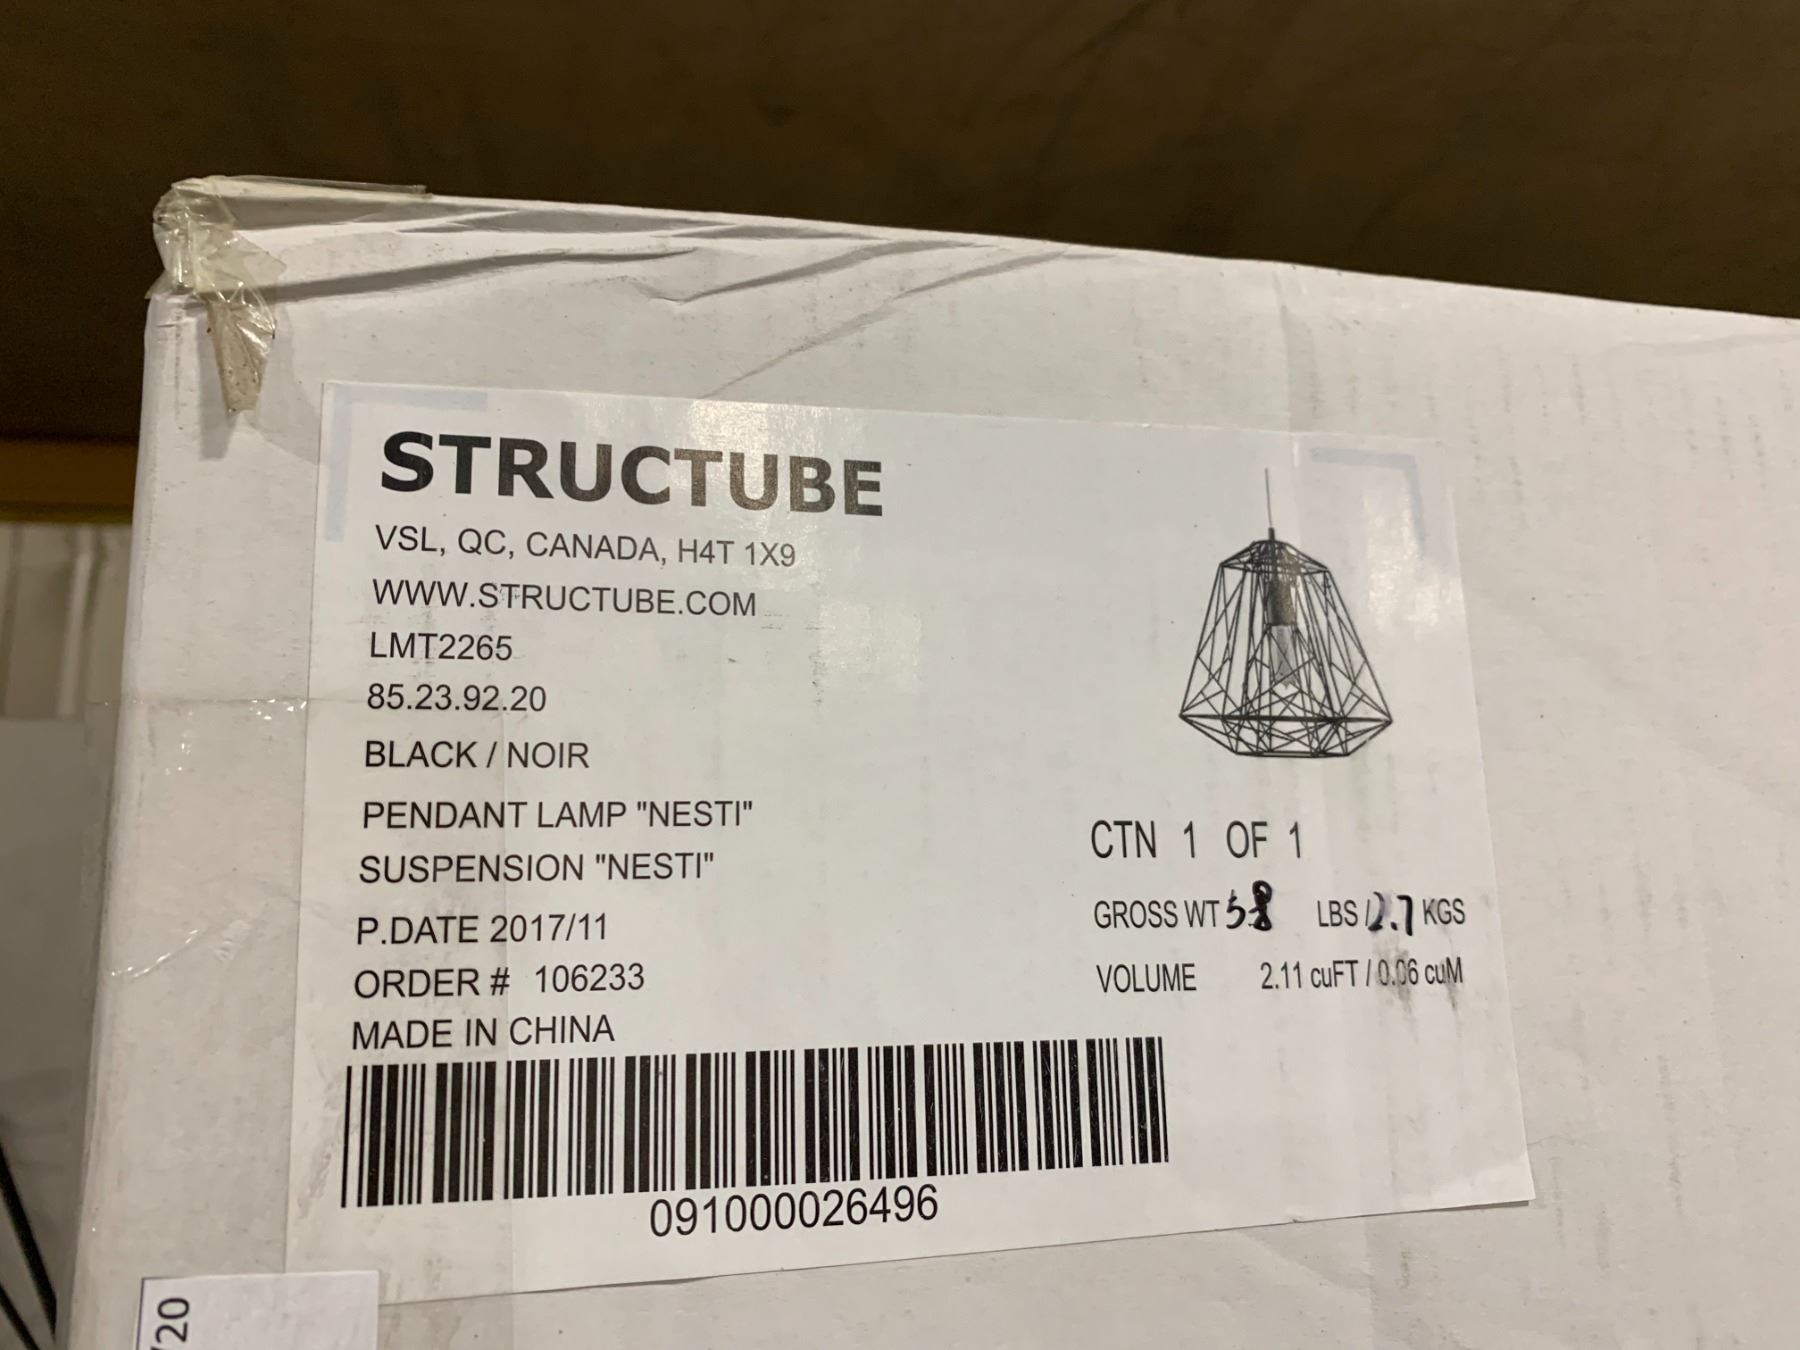 STRUCTUBE
VSL, QC, CANADA, H4T 1X9
WWW.STRUCTUBE.COM
LMT2265
85.23.92.20
BLACK / NOIR
PENDANT LAMP "NESTI"
SUSPENSION "NESTI"
P.DATE 2017/11
ORDER # 106233
MADE IN CHINA
091000026496
CTN 1 OF 1
GROSS WT 5.8 LBS / 2.7 KGS
VOLUME 2.11 cuFT / 0.06 cuM
/20